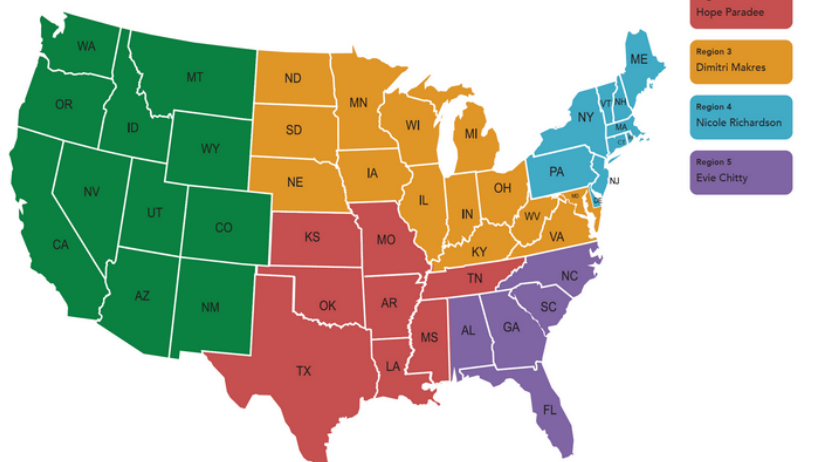 Hope Paradee
Region 3
Dimitri Makres
Region 4
Nicole Richardson
Region 5
Evie Chitty
WA
MT
ND
MN
ME
OR
ID
SD
WI
MI
NY
VT
NH
MA
WY
NE
IA
PA
NJ
NV
UT
CO
IL
IN
OH
WV
VA
MD
DE
CA
KS
MO
KY
AZ
NM
OK
AR
TN
NC
SC
TX
LA
MS
AL
GA
FL